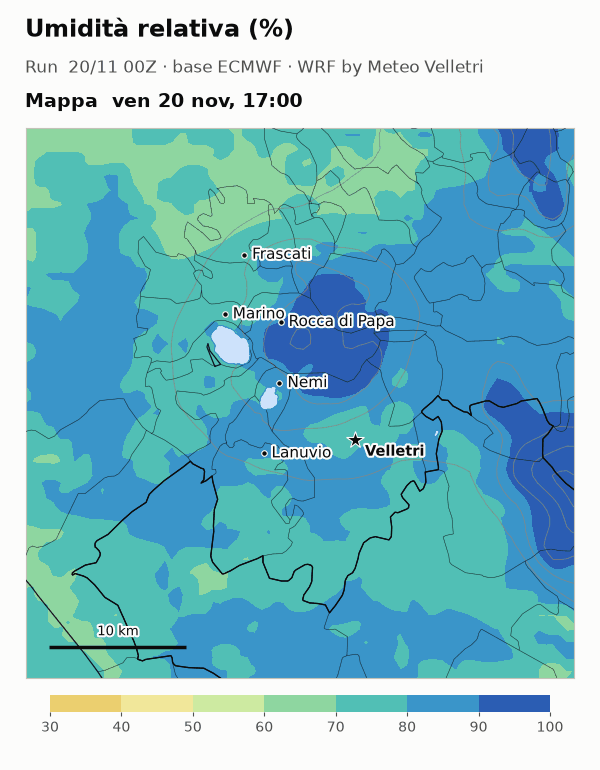 Umidità relativa (%)
Run  20/11 00Z · base ECMWF · WRF by Meteo Velletri
Mappa  ven 20 nov, 17:00
Frascati
Marino
Rocca di Papa
Nemi
Velletri
Lanuvio
10 km
30 40 50 60 70 80 90 100